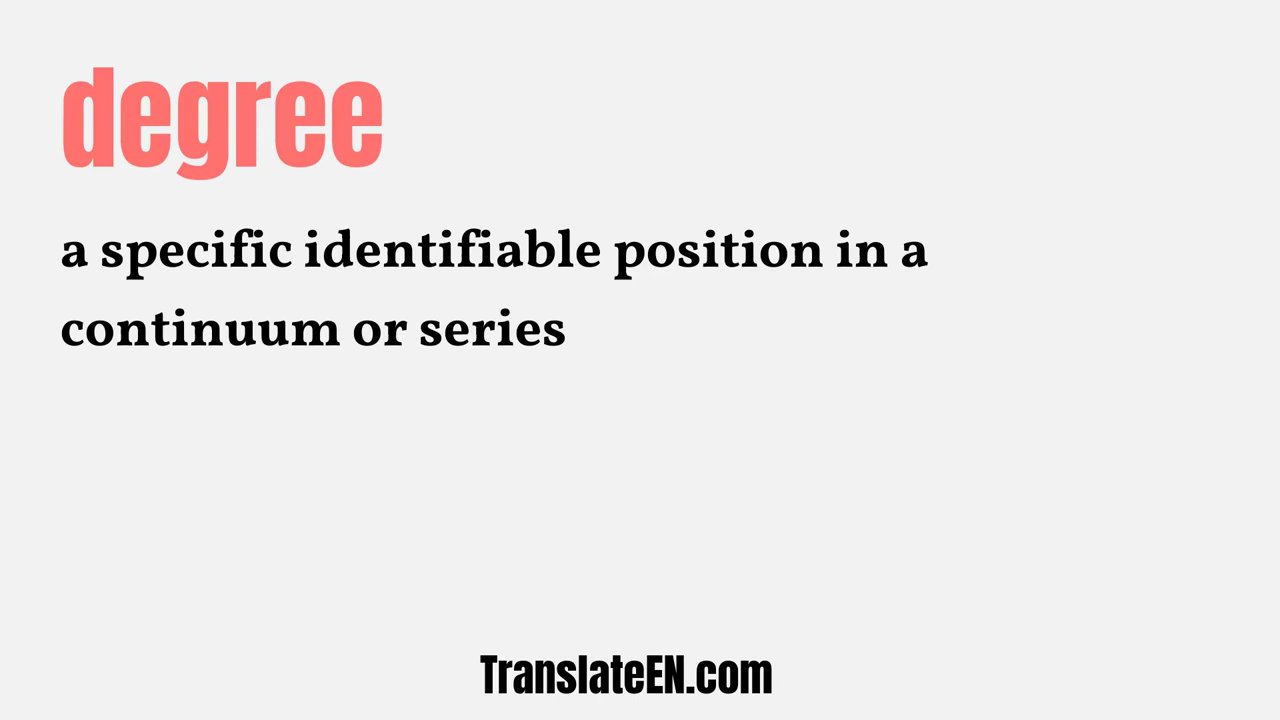 degree
a specific identifiable position in a
continuum or series
TranslateEN.com